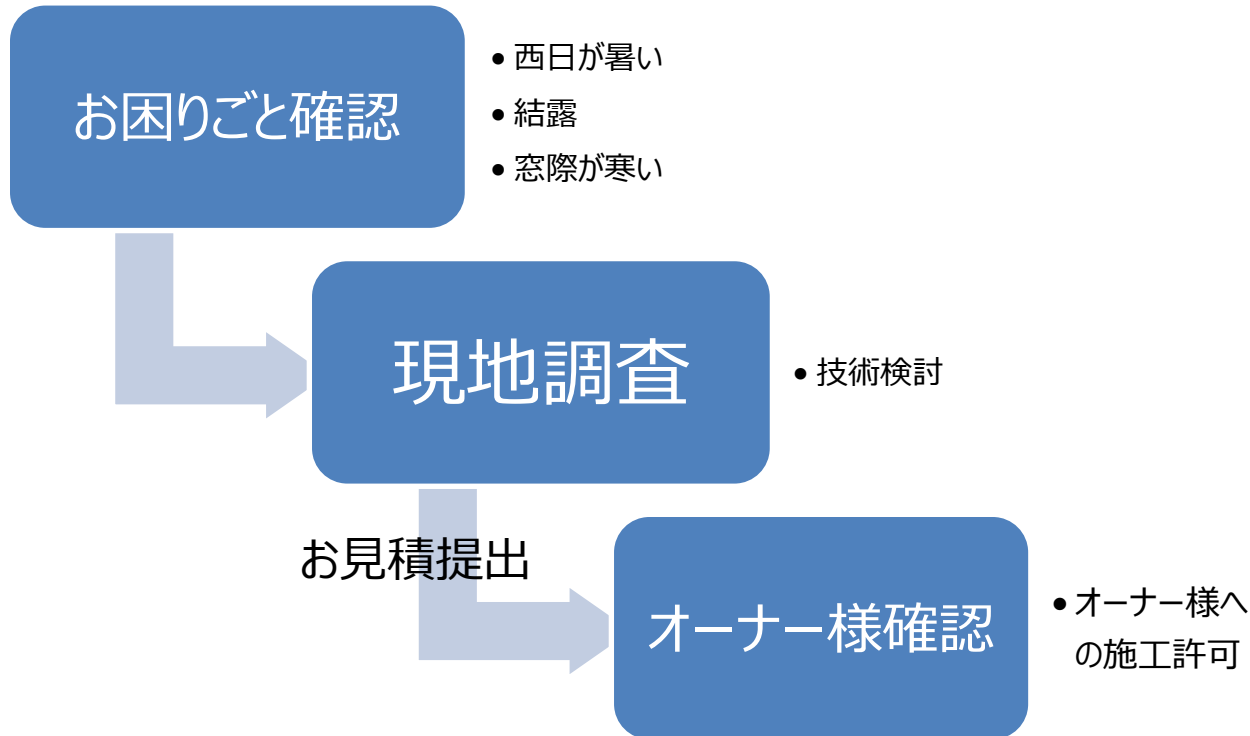 お困りごと確認
• 西日が暑い
• 結露
• 窓際が寒い
現地調査
• 技術検討
お見積提出
オーナー様確認
• オーナー様へ
の施工許可